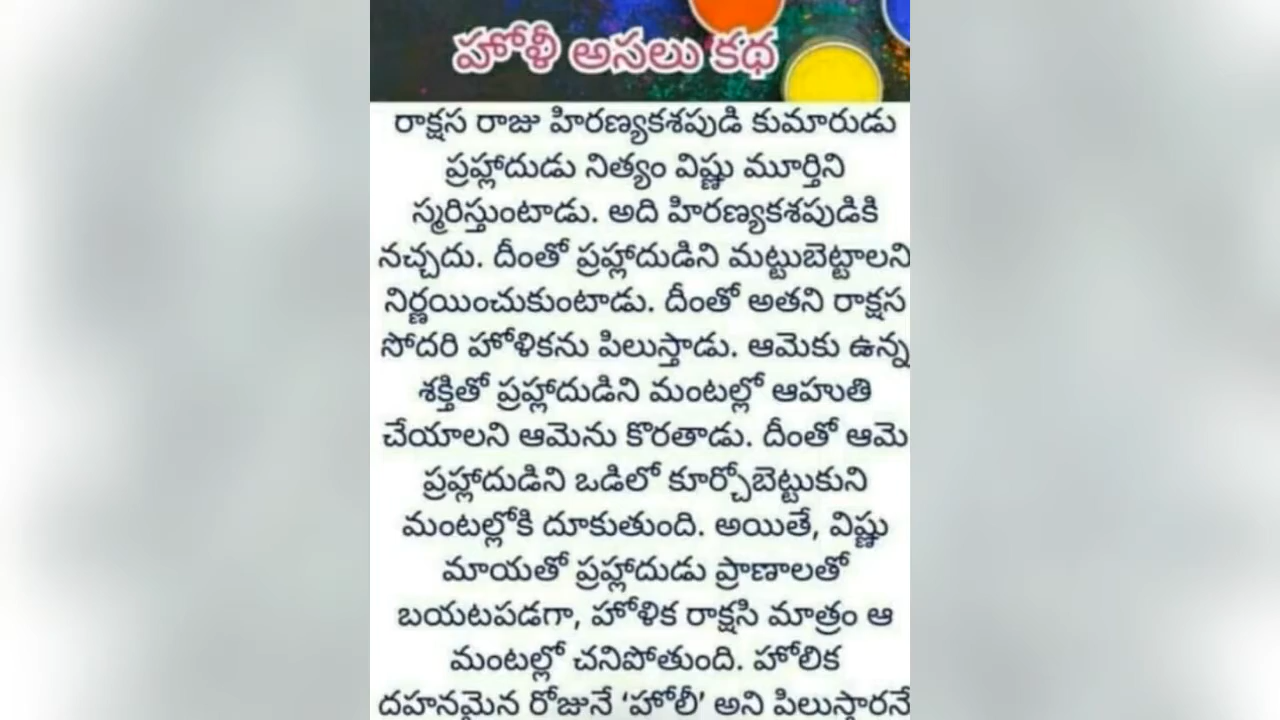 హోళీ అసలు కథ
రాక్షస రాజు హిరణ్యకశపుడి కుమారుడు
ప్రహ్లాదుడు నిత్యం విష్ణు మూర్తిని
స్మరిస్తుంటాడు. అది హిరణ్యకశపుడికి
నచ్చదు. దీంతో ప్రహ్లాదుడిని మట్టుబెట్టాలని
నిర్ణయించుకుంటాడు. దీంతో అతని రాక్షస
సోదరి హోళికను పిలుస్తాడు. ఆమెకు ఉన్న
శక్తితో ప్రహ్లాదుడిని మంటల్లో ఆహుతి
చేయాలని ఆమెను కొరతాడు. దీంతో ఆమె
ప్రహ్లాదుడిని ఒడిలో కూర్చోబెట్టుకుని
మంటల్లోకి దూకుతుంది. అయితే, విష్ణు
మాయతో ప్రహ్లాదుడు ప్రాణాలతో
బయటపడగా, హోళిక రాక్షసి మాత్రం ఆ
మంటల్లో చనిపోతుంది. హోలిక
దహనమైన రోజునే ‘హోలీ’ అని పిలుస్తారనే